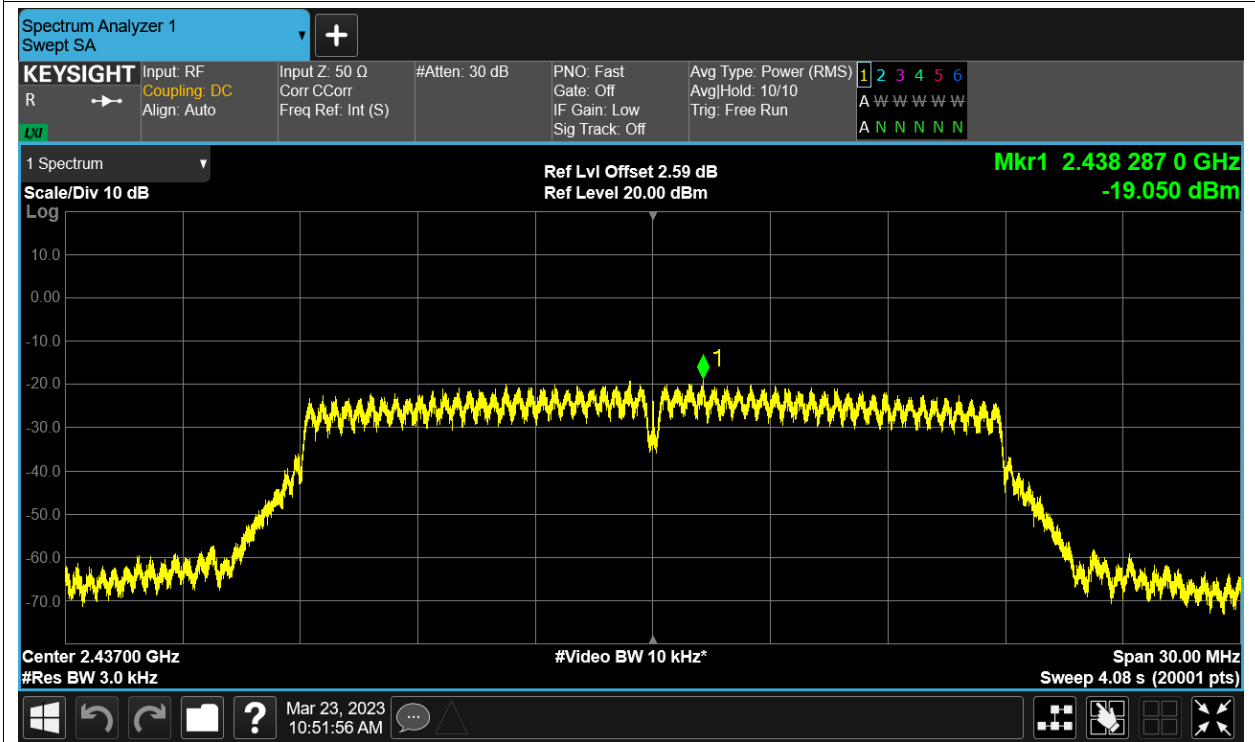 Spectrum Analyzer 1
Swept SA
KEYSIGHT
R
LXI
Input: RF
Coupling: DC
Align: Auto
Input Z: 50 Ω
Corr CCorr
Freq Ref: Int (S)
#Atten: 30 dB
PNO: Fast
Gate: Off
IF Gain: Low
Sig Track: Off
Avg Type: Power (RMS)
Avg|Hold: 10/10
Trig: Free Run
1 2 3 4 5 6
A W W W W W
A N N N N N
1 Spectrum
Scale/Div 10 dB
Log
Ref Lvl Offset 2.59 dB
Ref Level 20.00 dBm
Mkr1 2.438 287 0 GHz
-19.050 dBm
10.0
0.00
-10.0
1
-20.0
-30.0
-40.0
-50.0
-60.0
-70.0
Center 2.43700 GHz
#Res BW 3.0 kHz
#Video BW 10 kHz*
Span 30.00 MHz
Sweep 4.08 s (20001 pts)
?
Mar 23, 2023
10:51:56 AM